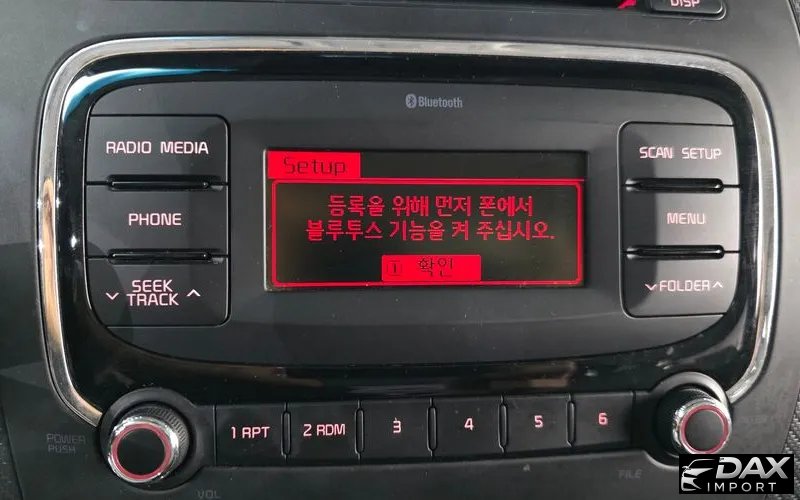 DISP
Bluetooth
RADIO MEDIA
Setup
SCAN SETUP
등록을 위해 먼저 폰에서
블루투스 기능을 켜 주십시오.
PHONE
MENU
1 확인
SEEK
TRACK
FOLDER
1 RPT
2 RDM
3
4
5
6
POWER
PUSH
VOL
FILE
DAX
IMPORT